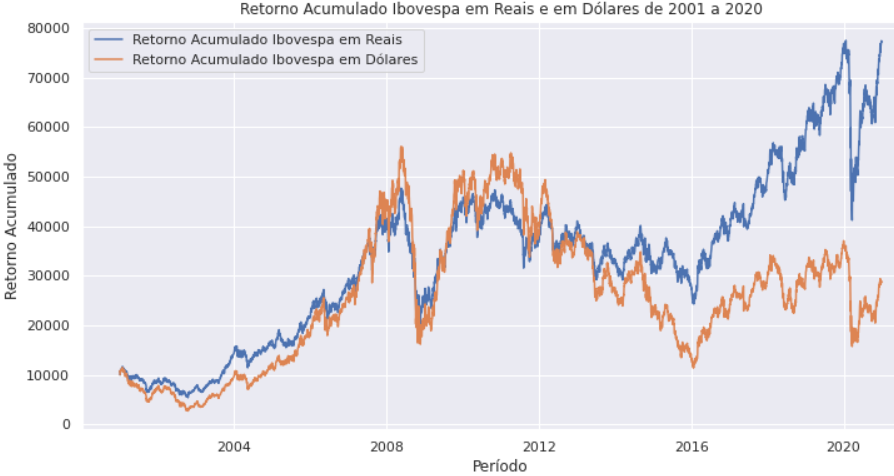 Retorno Acumulado Ibovespa em Reais e em Dólares de 2001 a 2020
Retorno Acumulado Ibovespa em Reais
Retorno Acumulado Ibovespa em Dólares
Retorno Acumulado
80000
70000
60000
50000
40000
30000
20000
10000
0
2004 2008 2012 2016 2020
Período